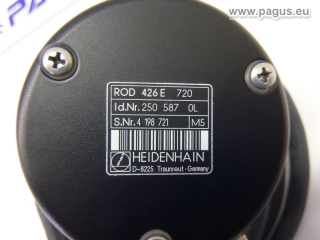 www.pagus.eu
ROD 426 E 720
Id.Nr. 250 587 0L
S.Nr. 4 198 721 M5
HEIDENHAIN
D-8225 Traunreut · Germany